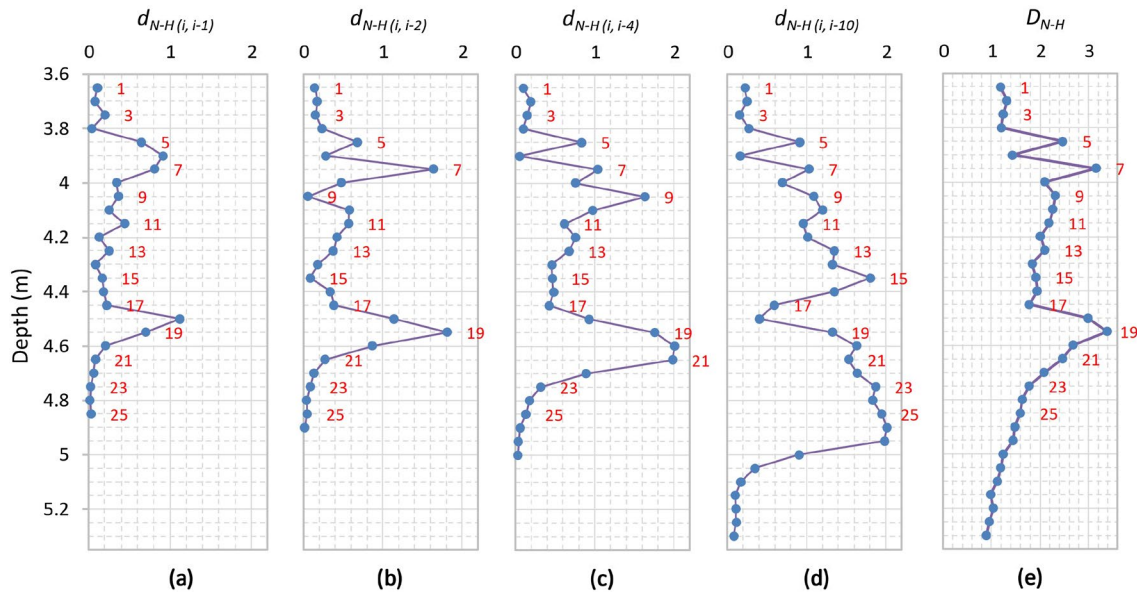 d_N-H (i, i-1) d_N-H (i, i-2) d_N-H (i, i-4) d_N-H (i, i-10) D_N-H
0 1 2 0 1 2 0 1 2 0 1 2 0 1 2 3
3.6
1 1 1 1 1
3 3 3 3 3
3.8
5 5 5 5 5
7 7 7 7 7
4
9 9 9 9 9
11 11 11 11 11
4.2
13 13 13 13 13
15 15 15 15 15
4.4
17 17 17 17 17
19 19 19 19 19
4.6
21 21 21 21 21
23 23 23 23 23
4.8
25 25 25 25 25
5
5.2
Depth (m)
(a) (b) (c) (d) (e)